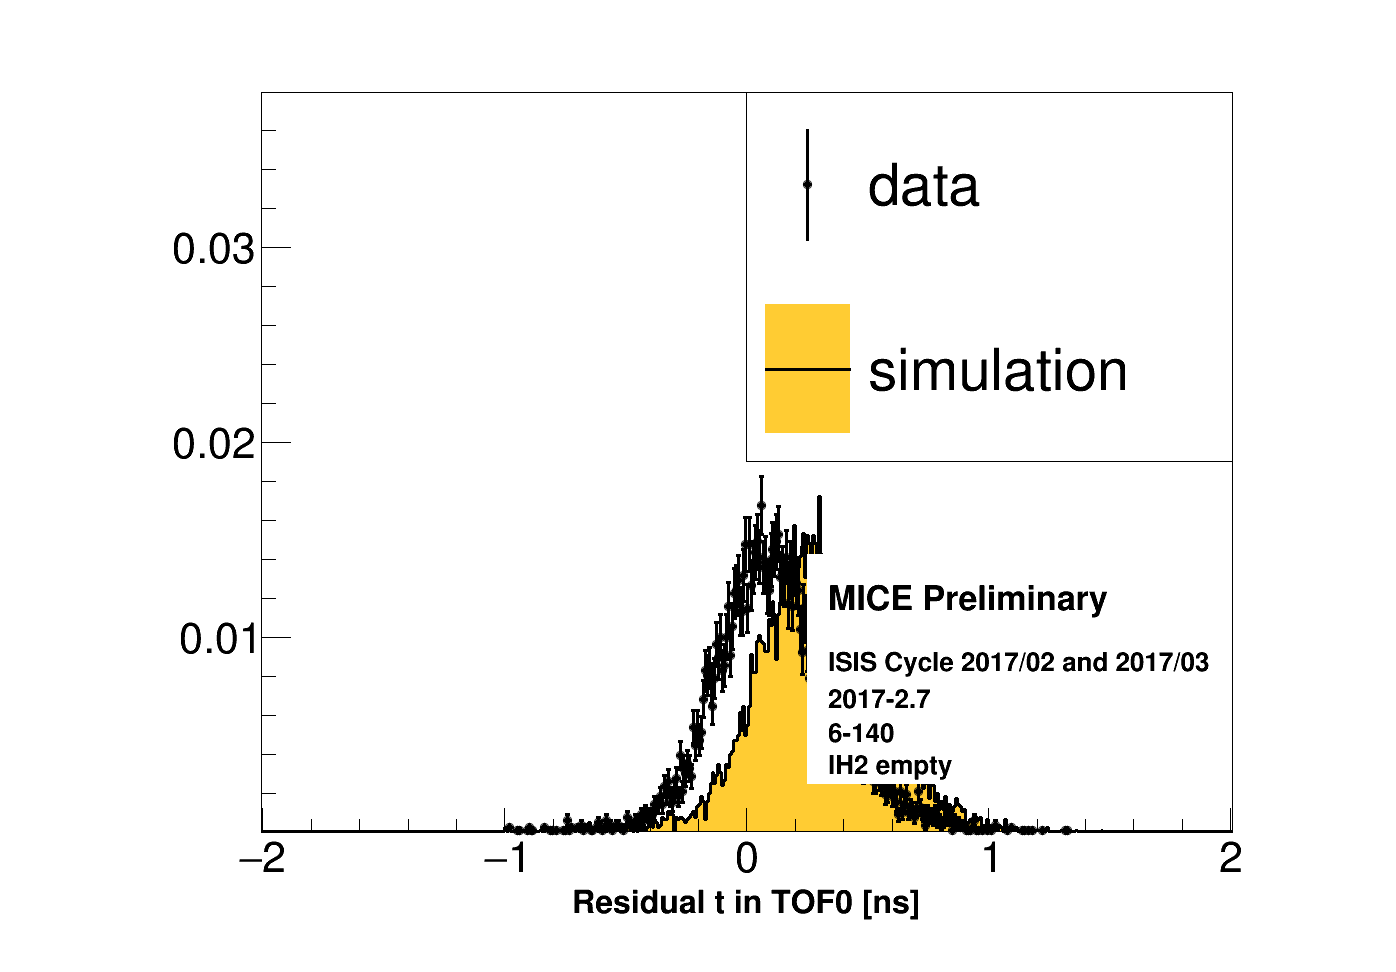 data
simulation
0.03
0.02
0.01
MICE Preliminary
ISIS Cycle 2017/02 and 2017/03
2017-2.7
6-140
IH2 empty
−2 −1 0 1 2
Residual t in TOF0 [ns]